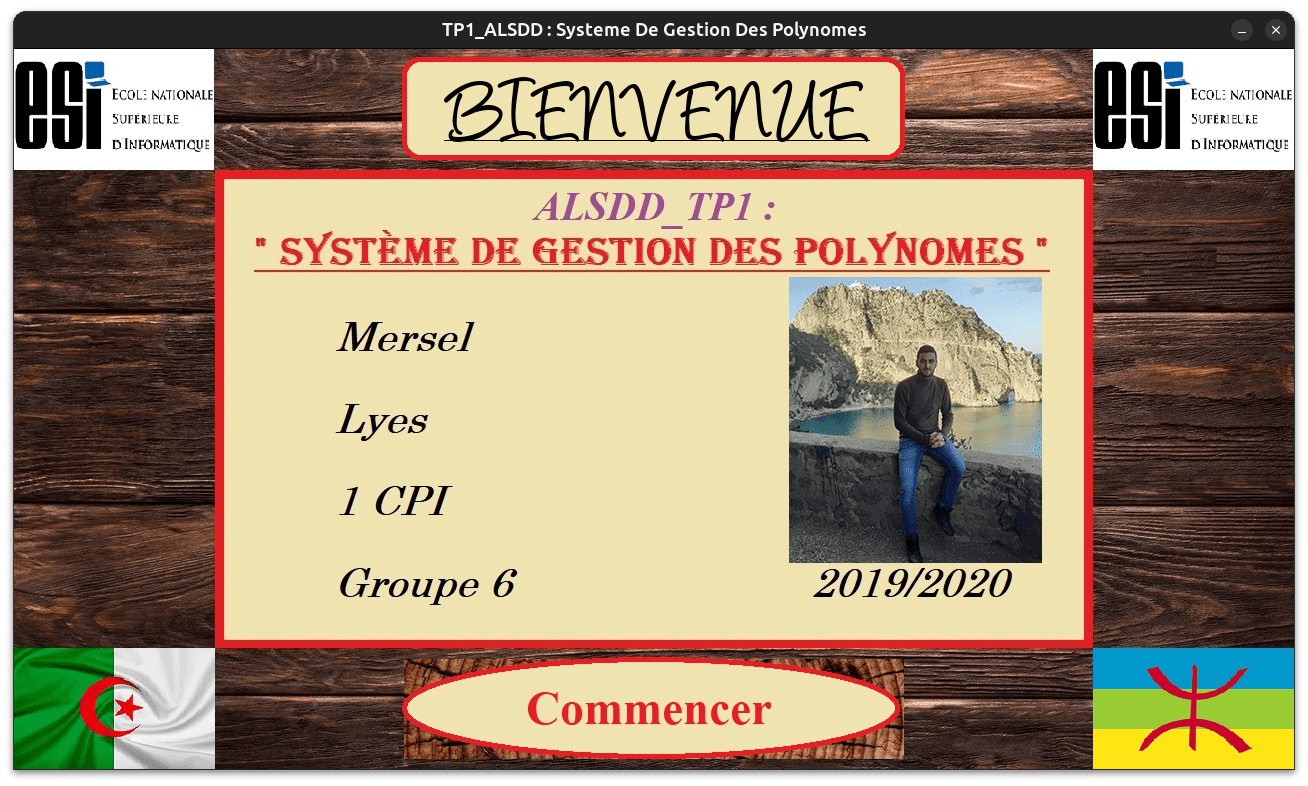 TP1_ALSDD : Systeme De Gestion Des Polynomes
esi
ECOLE NATIONALE
SUPÉRIEURE
D'INFORMATIQUE
BIENVENUE
esi
ECOLE NATIONALE
SUPÉRIEURE
D'INFORMATIQUE
ALSDD_TP1 :
" SYSTÈME DE GESTION DES POLYNOMES "
Mersel
Lyes
1 CPI
Groupe 6
2019/2020
Commencer